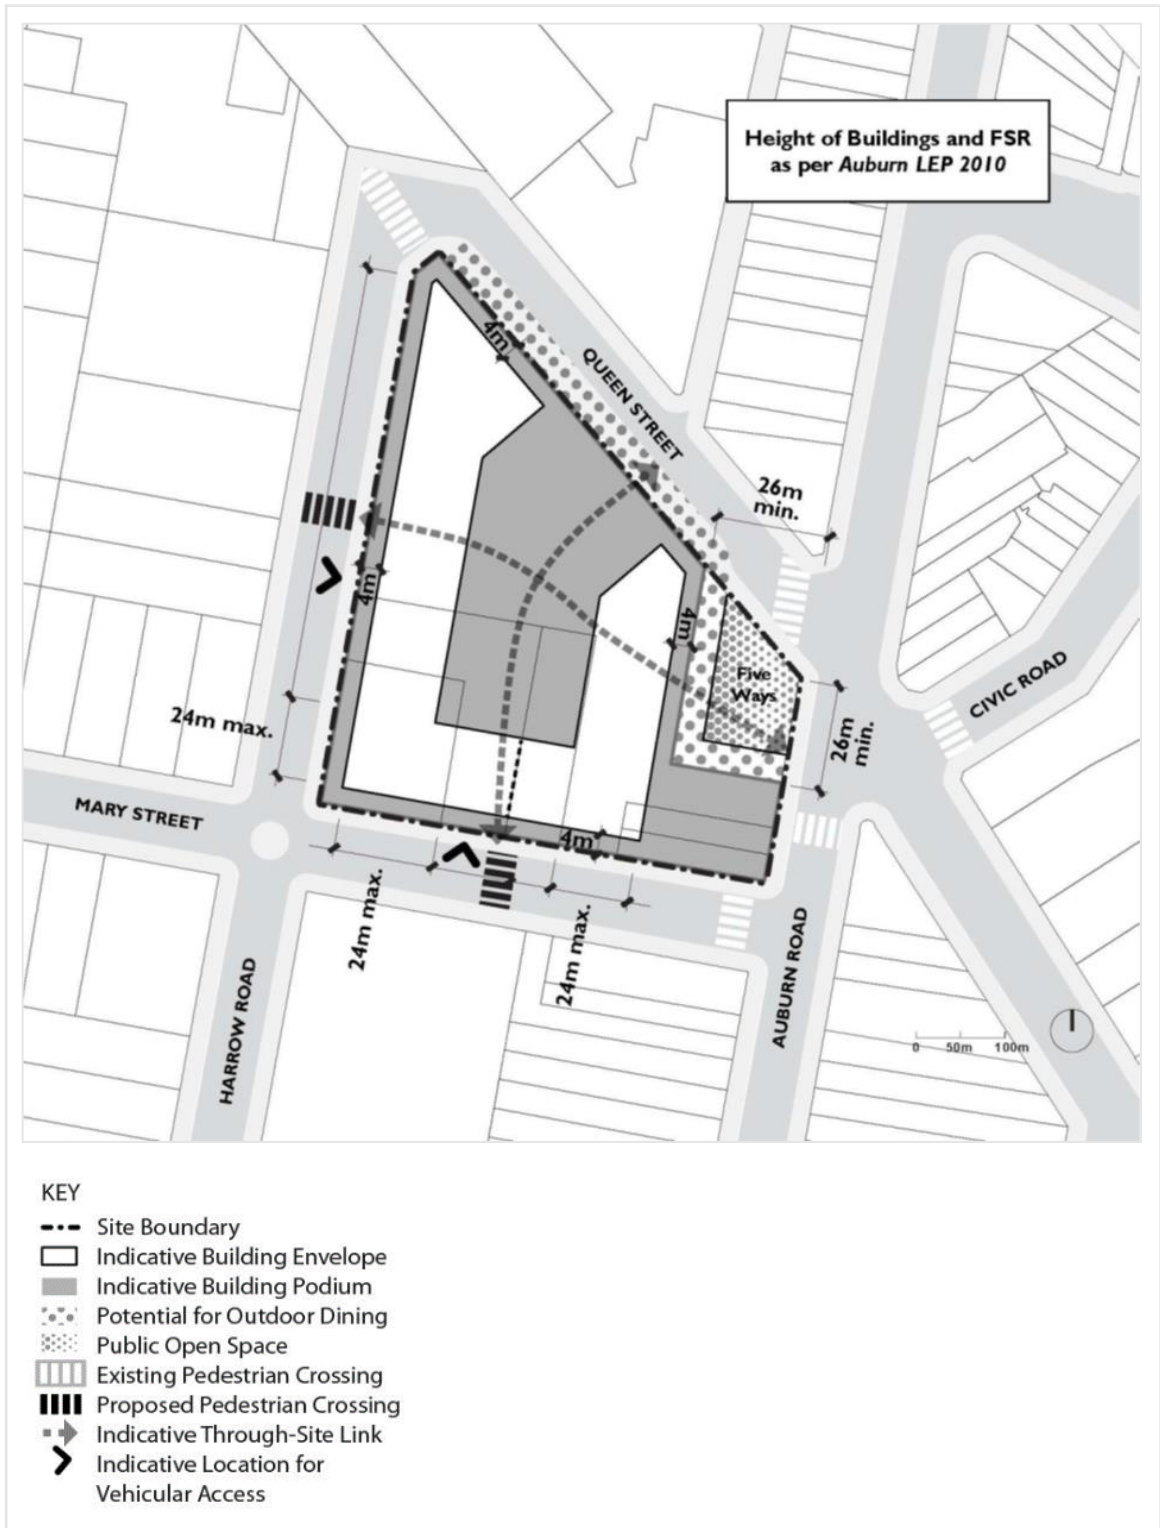 Height of Buildings and FSR
as per Auburn LEP 2010
4m
QUEEN STREET
26m
min.
4m
4m
Five
Ways
24m max.
26m
min.
CIVIC ROAD
MARY STREET
4m
24m max.
24m max.
HARROW ROAD
AUBURN ROAD
0 50m 100m
KEY
Site Boundary
Indicative Building Envelope
Indicative Building Podium
Potential for Outdoor Dining
Public Open Space
Existing Pedestrian Crossing
Proposed Pedestrian Crossing
Indicative Through-Site Link
Indicative Location for
Vehicular Access